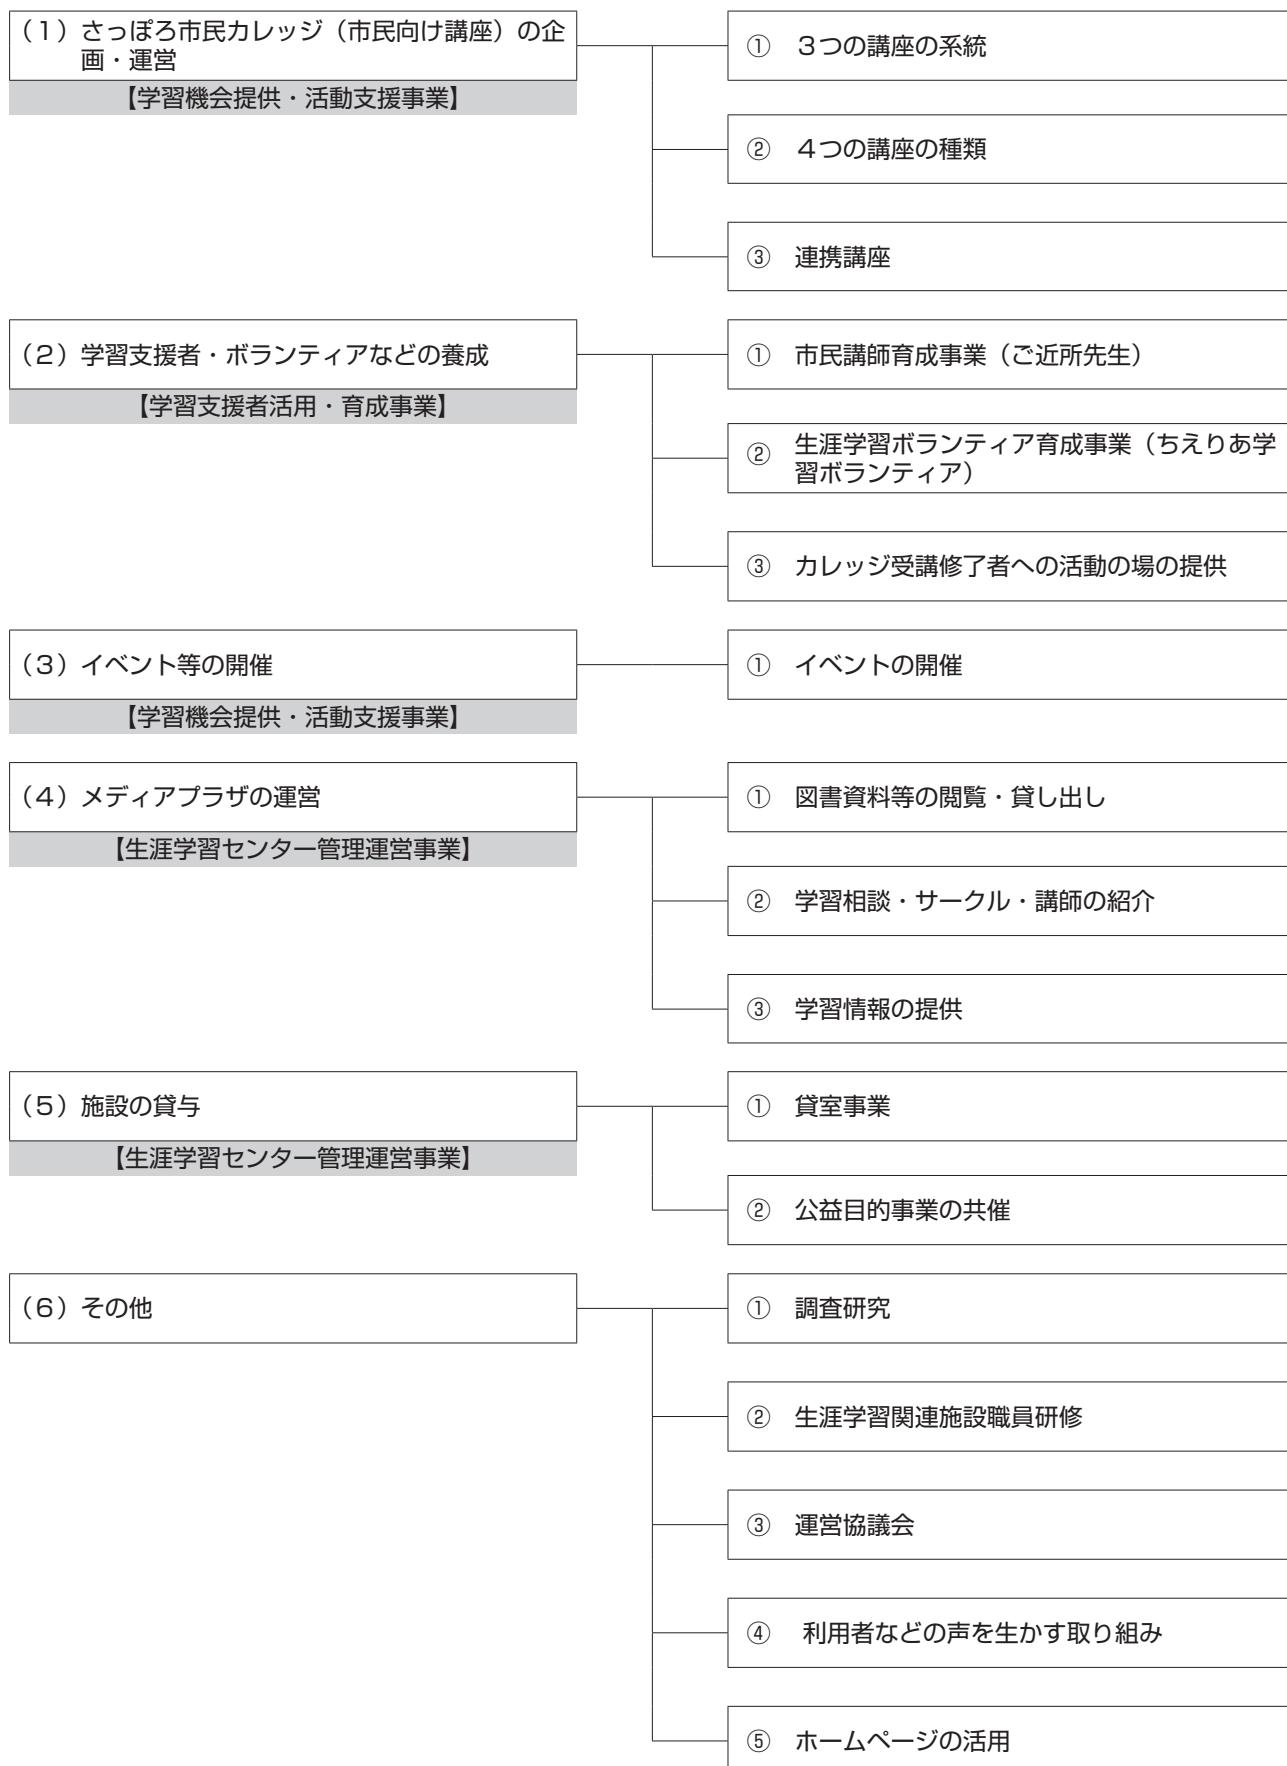 （１）さっぽろ市民カレッジ（市民向け講座）の企
画・運営
【学習機会提供・活動支援事業】
①　３つの講座の系統
②　４つの講座の種類
③　連携講座
（２）学習支援者・ボランティアなどの養成
【学習支援者活用・育成事業】
①　市民講師育成事業（ご近所先生）
②　生涯学習ボランティア育成事業（ちえりあ学
習ボランティア）
③　カレッジ受講修了者への活動の場の提供
（３）イベント等の開催
【学習機会提供・活動支援事業】
①　イベントの開催
（４）メディアプラザの運営
【生涯学習センター管理運営事業】
①　図書資料等の閲覧・貸し出し
②　学習相談・サークル・講師の紹介
③　学習情報の提供
（５）施設の貸与
【生涯学習センター管理運営事業】
①　貸室事業
②　公益目的事業の共催
（６）その他
①　調査研究
②　生涯学習関連施設職員研修
③　運営協議会
④　利用者などの声を生かす取り組み
⑤　ホームページの活用